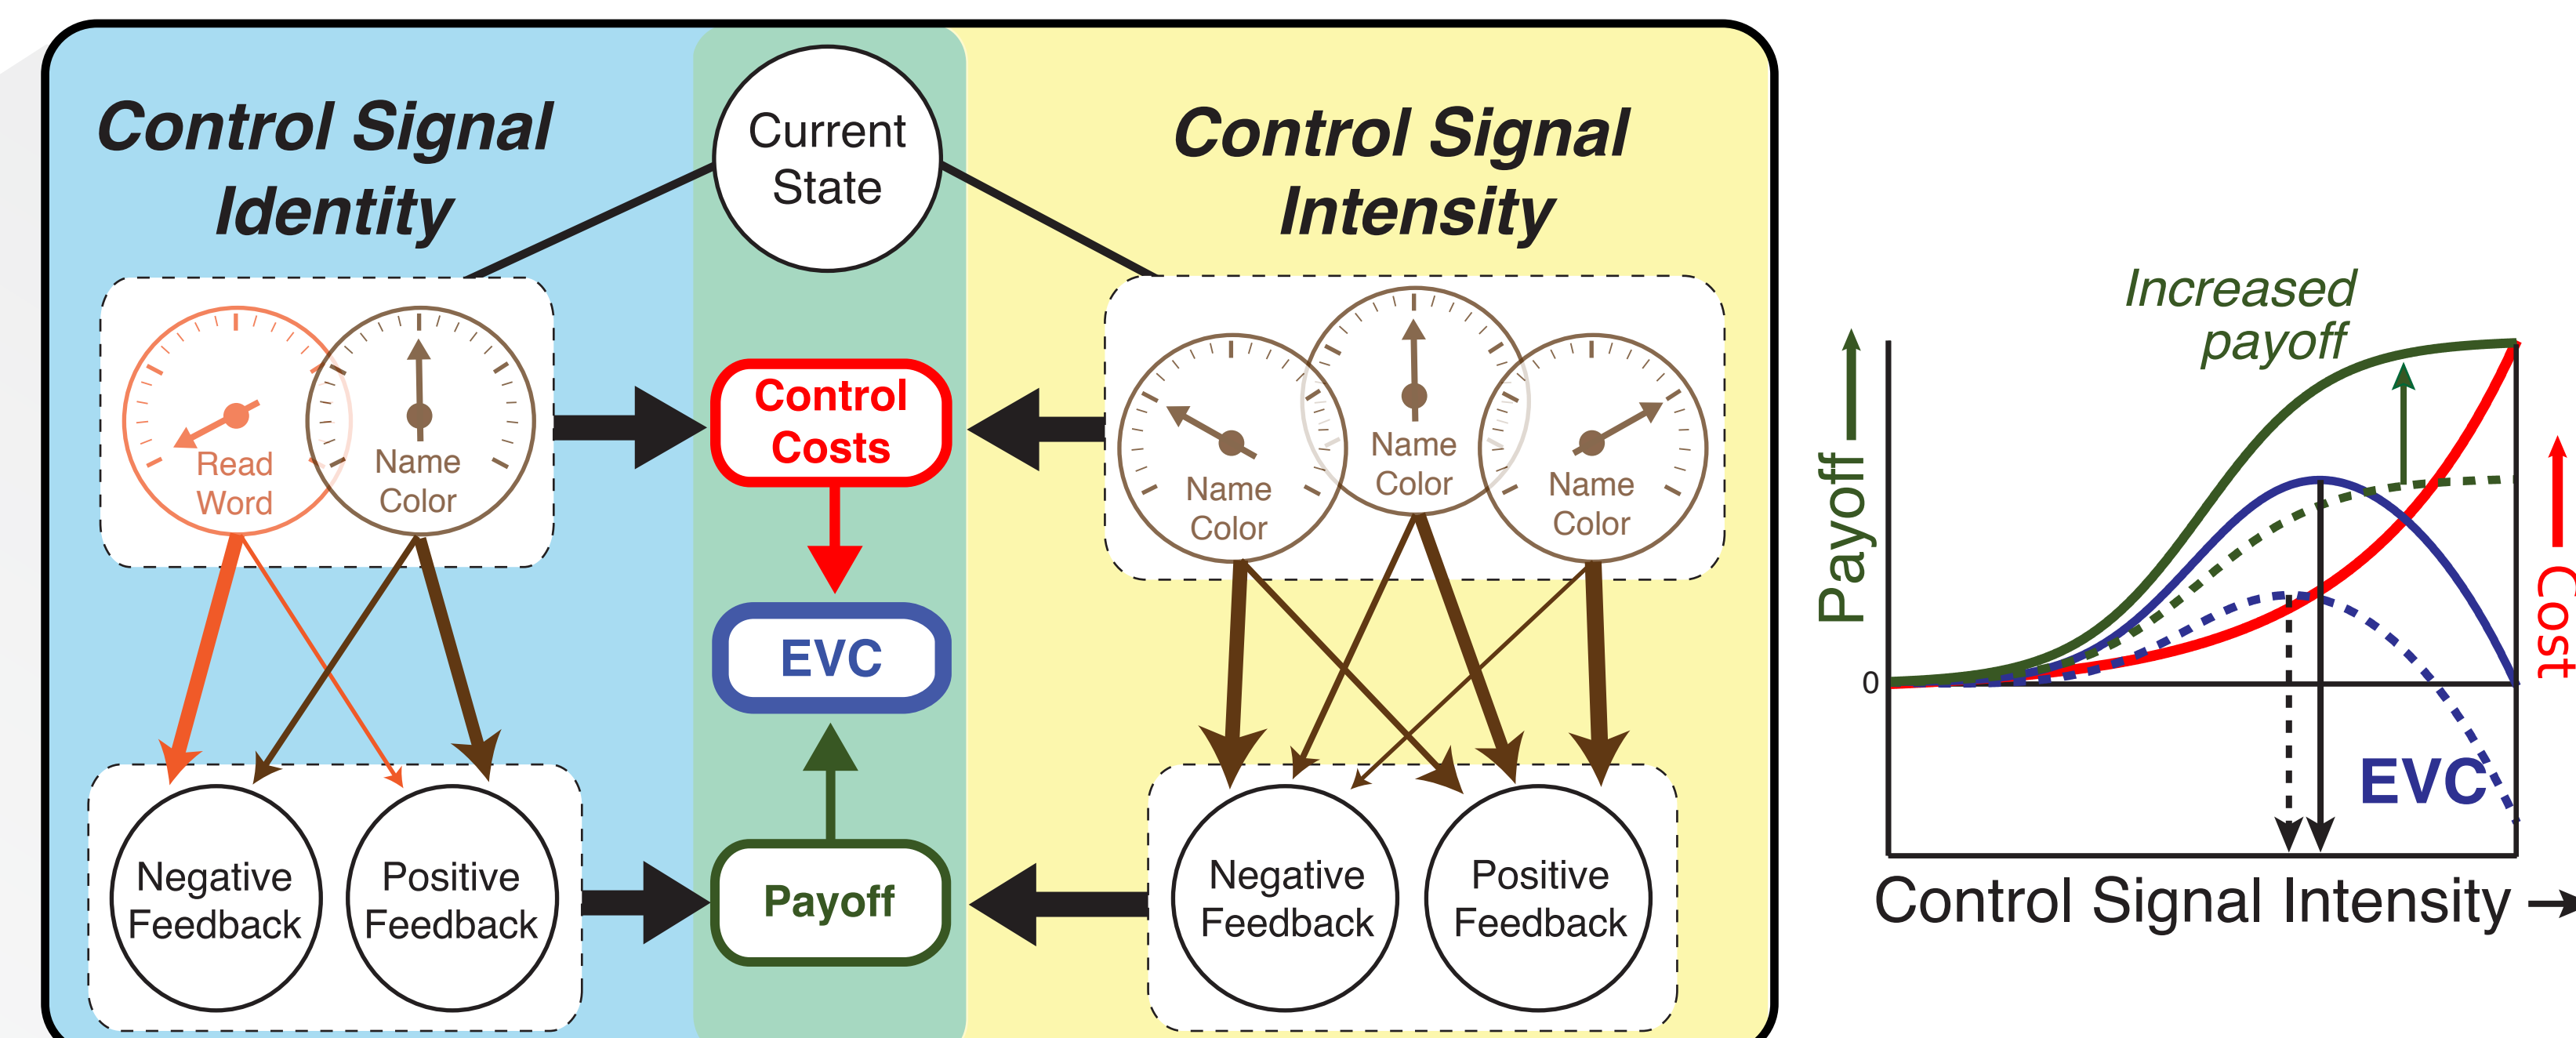 Control Signal
Identity
Current
State
Control Signal
Intensity
Read
Word
Name
Color
Control
Costs
Name
Color
Name
Color
Name
Color
EVC
Negative
Feedback
Positive
Feedback
Payoff
Negative
Feedback
Positive
Feedback
Increased
payoff
Payoff
Cost
0
EVC
Control Signal Intensity